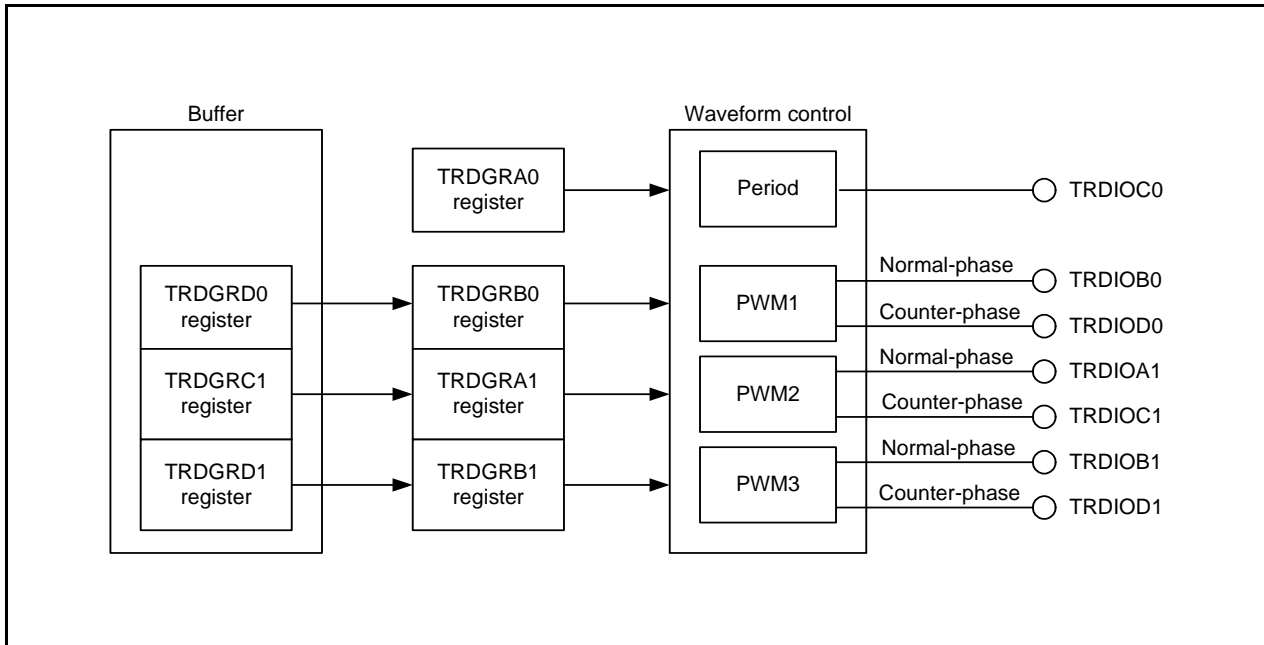 Buffer
Waveform control
TRDGRA0
register
Period
TRDIOC0
TRDGRD0
register
TRDGRB0
register
PWM1
Normal-phase
TRDIOB0
Counter-phase
TRDIOD0
TRDGRC1
register
TRDGRA1
register
PWM2
Normal-phase
TRDIOA1
Counter-phase
TRDIOC1
TRDGRD1
register
TRDGRB1
register
PWM3
Normal-phase
TRDIOB1
Counter-phase
TRDIOD1